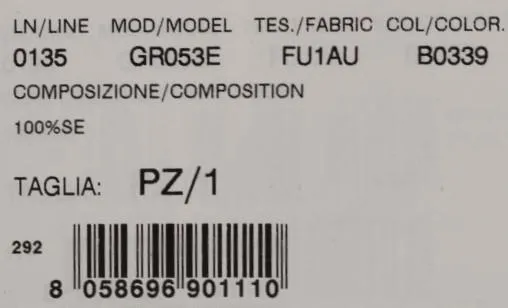 LN/LINE MOD/MODEL TES./FABRIC COL/COLOR.
0135 GR053E FU1AU B0339
COMPOSIZIONE/COMPOSITION
100%SE
TAGLIA: PZ/1
292
8 058696 901110